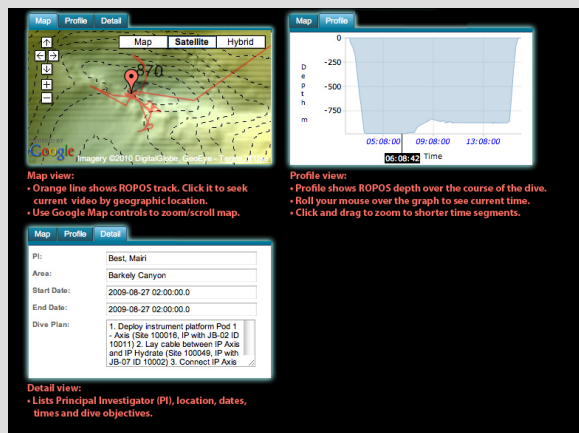 Map Profile Detail
Map Satellite Hybrid
870
POWERED BY
Google
Imagery ©2010 DigitalGlobe, GeoEye - Terms of Use
Map view:
• Orange line shows ROPOS track. Click it to seek
current video by geographic location.
• Use Google Map controls to zoom/scroll map.
Map Profile
0
-250
-500
-750
Depth m
05:08:00 09:08:00 13:08:00
06:08:42 Time
Profile view:
• Profile shows ROPOS depth over the course of the dive.
• Roll your mouse over the graph to see current time.
• Click and drag to zoom to shorter time segments.
Map Profile Detail
PI: Best, Mairi
Area: Barkely Canyon
Start Date: 2009-08-27 02:00:00.0
End Date: 2009-08-27 02:00:00.0
Dive Plan: 1. Deploy instrument platform Pod 1
- Axis (Site 100016, IP with JB-02 ID
10011) 2. Lay cable between IP Axis
and IP Hydrate (Site 100049, IP with
JB-07 ID 10002) 3. Connect IP Axis
Detail view:
• Lists Principal Investigator (PI), location, dates,
times and dive objectives.